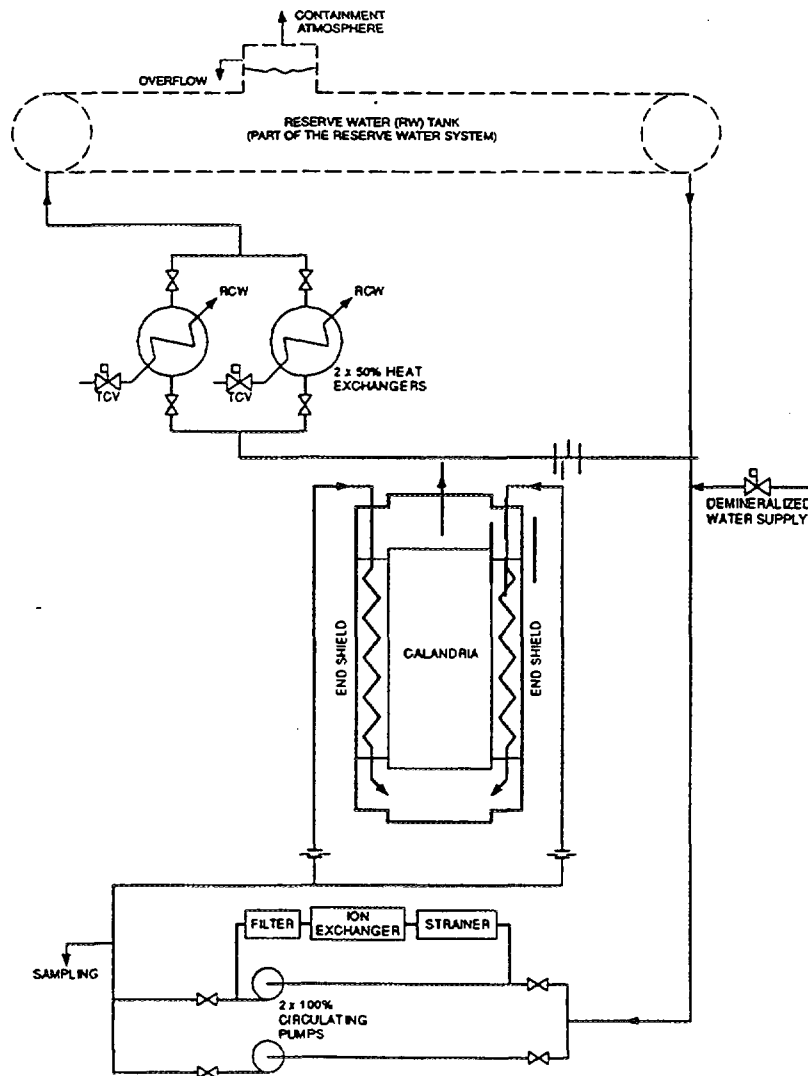 CONTAINMENT
ATMOSPHERE
OVERFLOW
RESERVE WATER (RW) TANK
(PART OF THE RESERVE WATER SYSTEM)
RCW
RCW
TCV
TCV
2 x 50% HEAT
EXCHANGERS
DEMINERALIZED
WATER SUPPLY
END SHIELD
CALANDRIA
END SHIELD
FILTER
ION
EXCHANGER
STRAINER
SAMPLING
2 x 100%
CIRCULATING
PUMPS